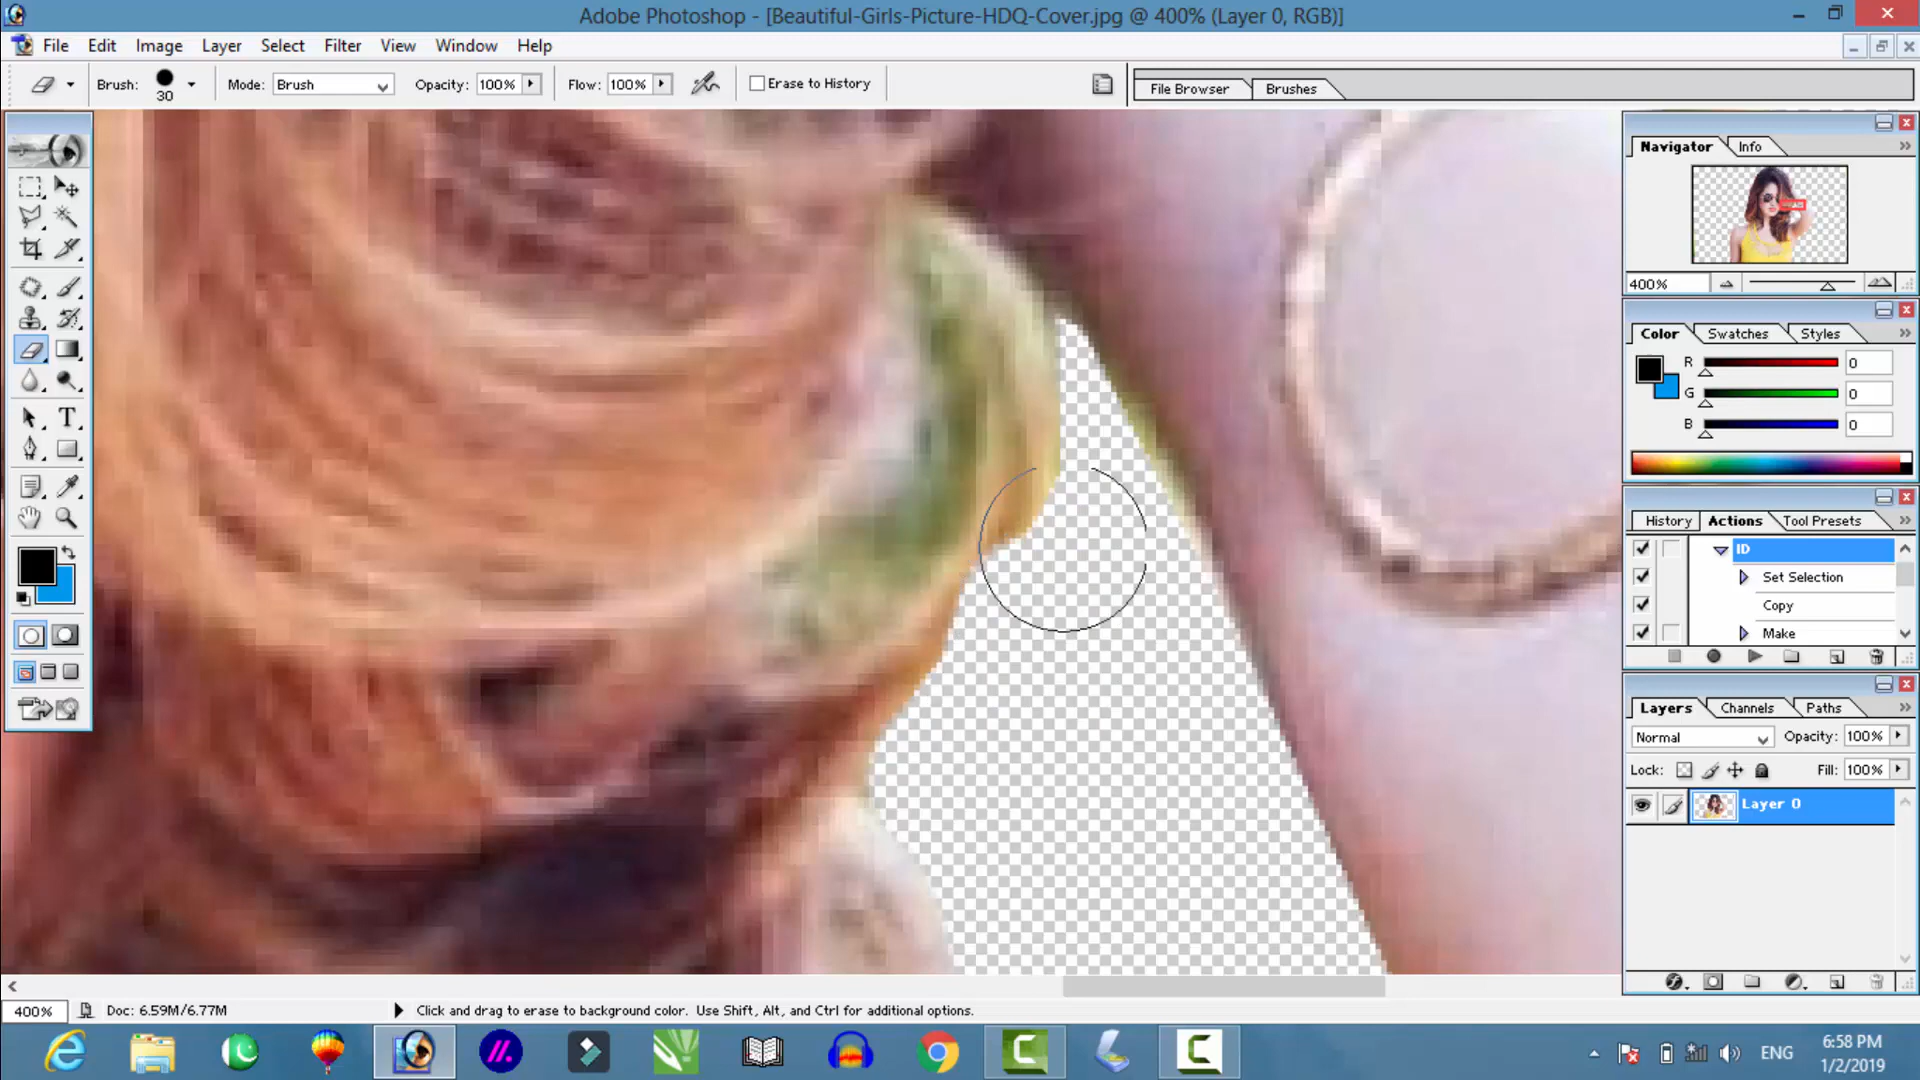 Adobe Photoshop - [Beautiful-Girls-Picture-HDQ-Cover.jpg @ 400% (Layer 0, RGB)]
File Edit Image Layer Select Filter View Window Help
Brush: 30 Mode: Brush Opacity: 100% Flow: 100% Erase to History File Browser Brushes
Navigator Info
400%
Color Swatches Styles
R 0
G 0
B 0
History Actions Tool Presets
ID
Set Selection
Copy
Make
Layers Channels Paths
Normal Opacity: 100%
Lock: Fill: 100%
Layer 0
T
400% Doc: 6.59M/6.77M Click and drag to erase to background color. Use Shift, Alt, and Ctrl for additional options.
ENG
6:58 PM
1/2/2019